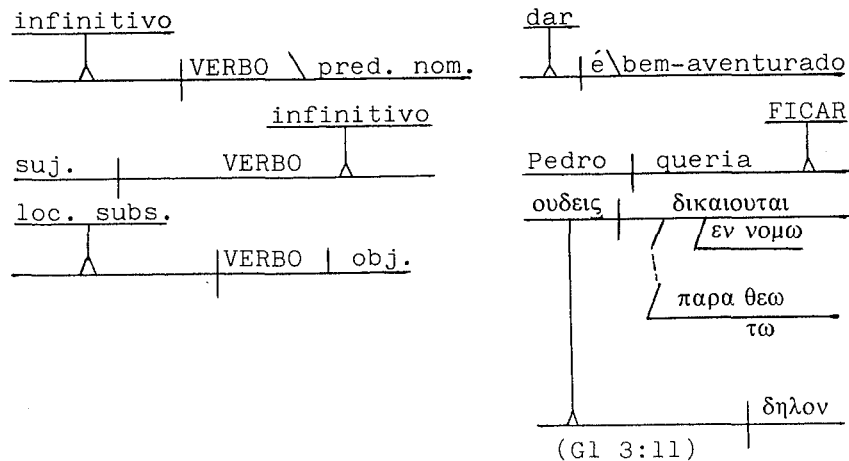 infinitivo
VERBO pred. nom.
infinitivo
suj. VERBO
loc. subs.
VERBO obj.
dar
é bem-aventurado
FICAR
Pedro queria
ουδεις δικαιουται
εν νομω
παρα θεω
τω
δηλον
(Gl 3:11)